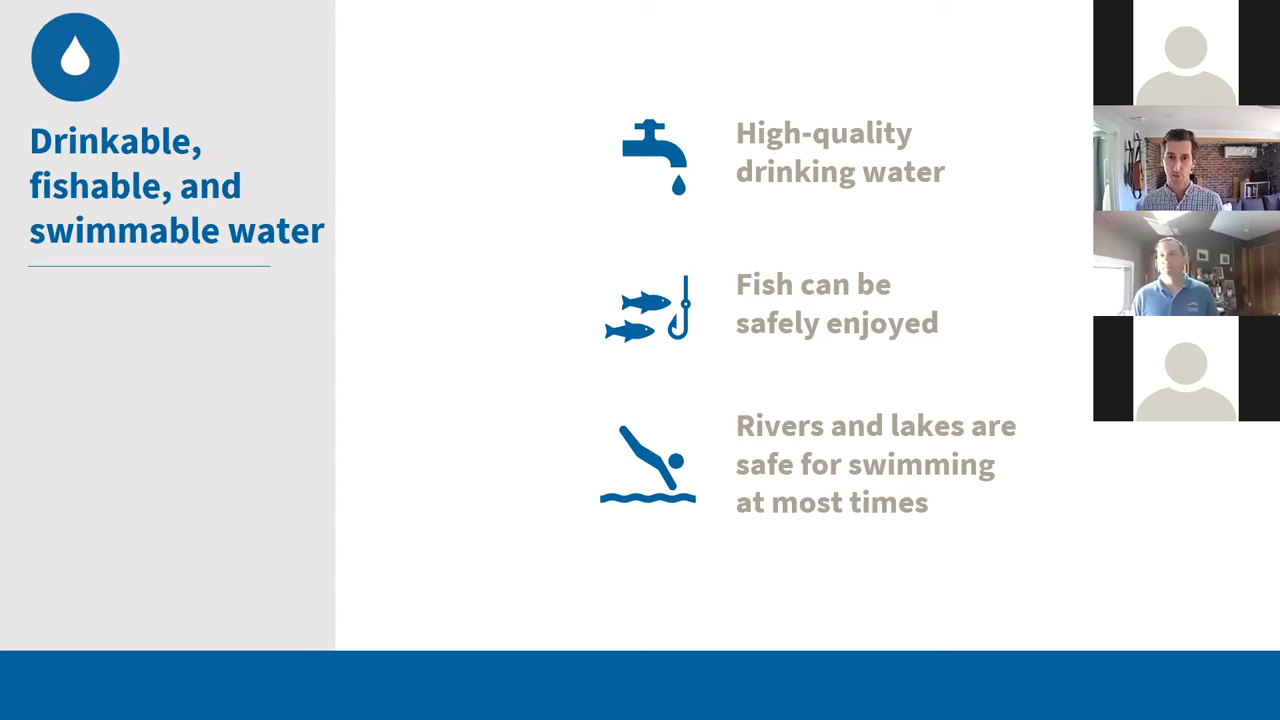 Drinkable,
fishable, and
swimmable water
High-quality
drinking water
Fish can be
safely enjoyed
Rivers and lakes are
safe for swimming
at most times